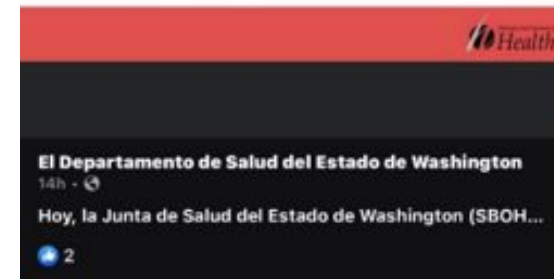 Health
El Departamento de Salud del Estado de Washington
14h
Hoy, la Junta de Salud del Estado de Washington (SBOH...
2